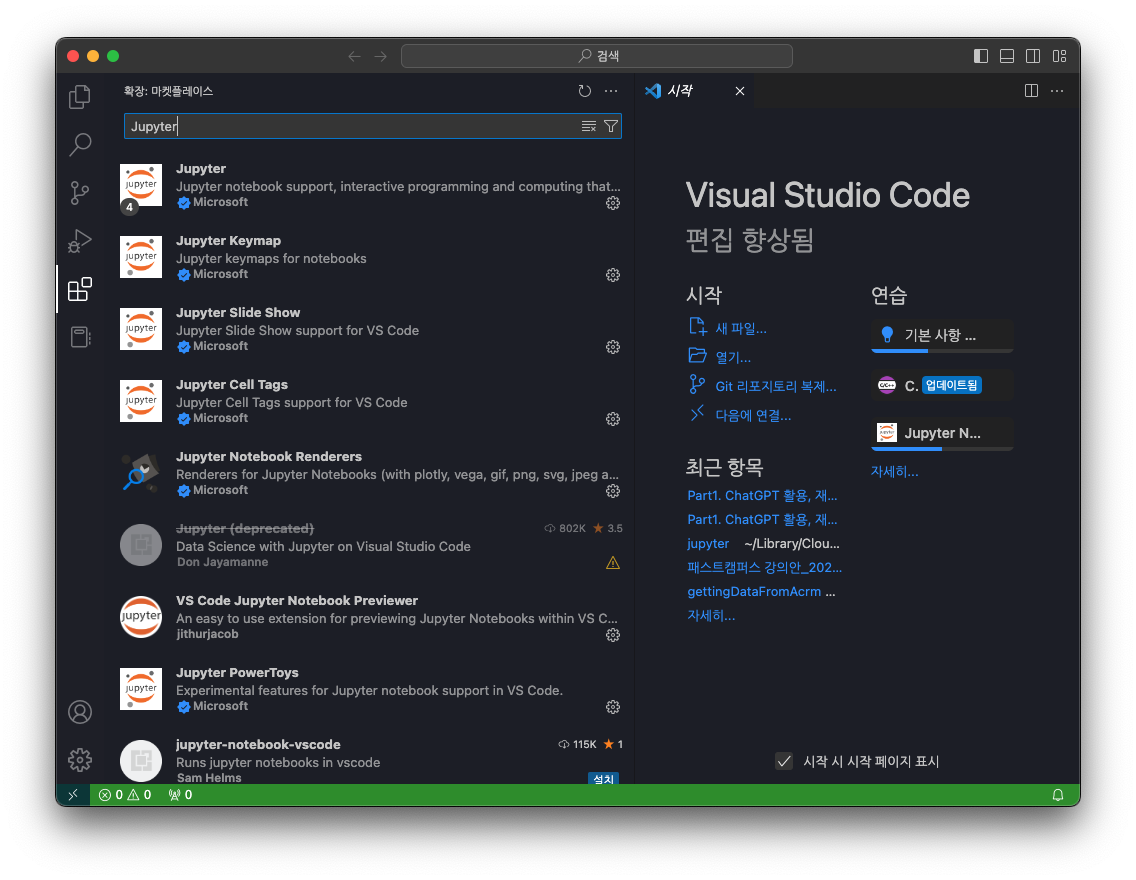 검색
확장: 마켓플레이스
Jupyter
jupyter
4
Jupyter
Jupyter notebook support, interactive programming and computing that...
Microsoft
jupyter
Jupyter Keymap
Jupyter keymaps for notebooks
Microsoft
jupyter
Jupyter Slide Show
Jupyter Slide Show support for VS Code
Microsoft
jupyter
Jupyter Cell Tags
Jupyter Cell Tags support for VS Code
Microsoft
Jupyter Notebook Renderers
Renderers for Jupyter Notebooks (with plotly, vega, gif, png, svg, jpeg a...
Microsoft
Jupyter (deprecated) 802K 3.5
Data Science with Jupyter on Visual Studio Code
Don Jayamanne
jupyter
VS Code Jupyter Notebook Previewer
An easy to use extension for previewing Jupyter Notebooks within VS C...
jithurjacob
jupyter
Jupyter PowerToys
Experimental features for Jupyter notebook support in VS Code.
Microsoft
jupyter-notebook-vscode 115K 1
Runs jupyter notebooks in vscode
Sam Helms 설치
시작
Visual Studio Code
편집 향상됨
시작
새 파일...
열기...
Git 리포지토리 복제...
다음에 연결...
최근 항목
Part1. ChatGPT 활용, 재...
Part1. ChatGPT 활용, 재...
jupyter ~/Library/Clou...
패스트캠퍼스 강의안_202...
gettingDataFromAcrm ...
자세히...
연습
기본 사항 ...
C/C++ C. 업데이트됨
jupyter Jupyter N...
자세히...
시작 시 시작 페이지 표시
0 0 0